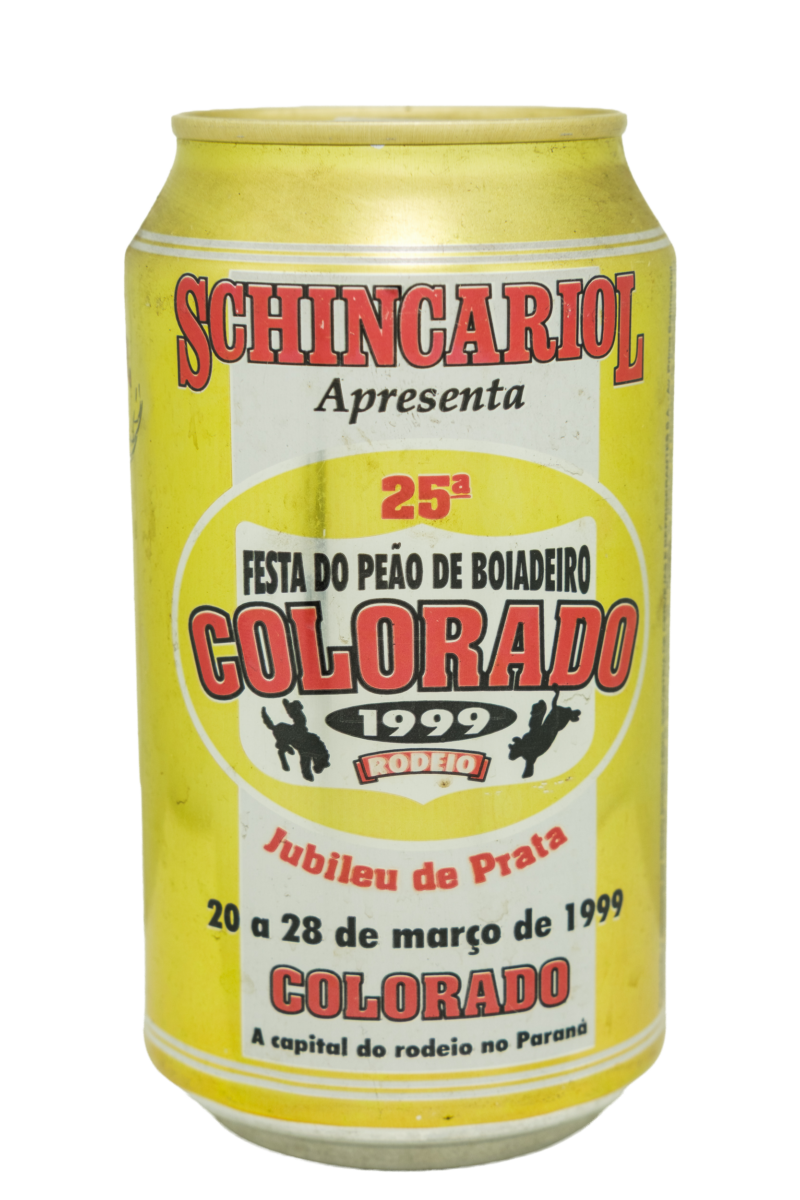 SCHINCARIOL
Apresenta
25ª
FESTA DO PEÃO DE BOIADEIRO
COLORADO
1999
RODEIO
Jubileu de Prata
20 a 28 de março de 1999
COLORADO
A capital do rodeio no Paraná